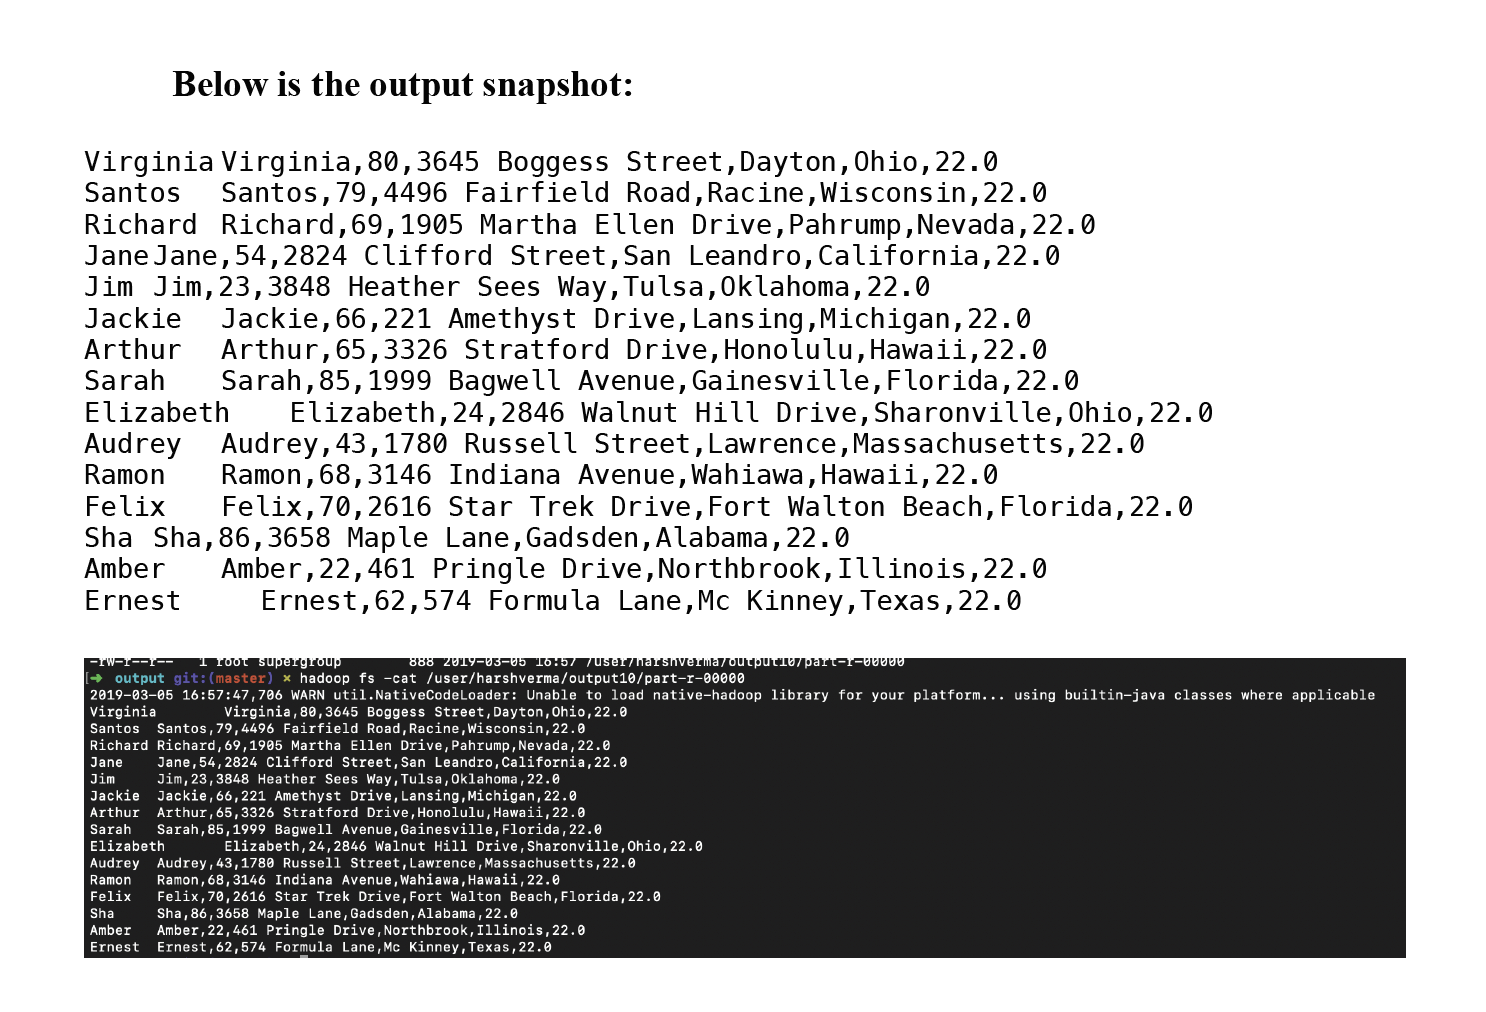 Below is the output snapshot:
Virginia Virginia,80,3645 Boggess Street,Dayton,Ohio,22.0
Santos Santos,79,4496 Fairfield Road,Racine,Wisconsin,22.0
Richard Richard,69,1905 Martha Ellen Drive,Pahrump,Nevada,22.0
Jane Jane,54,2824 Clifford Street,San Leandro,California,22.0
Jim Jim,23,3848 Heather Sees Way,Tulsa,Oklahoma,22.0
Jackie Jackie,66,221 Amethyst Drive,Lansing,Michigan,22.0
Arthur Arthur,65,3326 Stratford Drive,Honolulu,Hawaii,22.0
Sarah Sarah,85,1999 Bagwell Avenue,Gainesville,Florida,22.0
Elizabeth Elizabeth,24,2846 Walnut Hill Drive,Sharonville,Ohio,22.0
Audrey Audrey,43,1780 Russell Street,Lawrence,Massachusetts,22.0
Ramon Ramon,68,3146 Indiana Avenue,Wahiawa,Hawaii,22.0
Felix Felix,70,2616 Star Trek Drive,Fort Walton Beach,Florida,22.0
Sha Sha,86,3658 Maple Lane,Gadsden,Alabama,22.0
Amber Amber,22,461 Pringle Drive,Northbrook,Illinois,22.0
Ernest Ernest,62,574 Formula Lane,Mc Kinney,Texas,22.0
-rw-r--r-- 1 root supergroup 888 2019-03-05 16:57 /user/harshverma/output10/part-r-00000
[➜ output git:(master) × hadoop fs -cat /user/harshverma/output10/part-r-00000
2019-03-05 16:57:47,706 WARN util.NativeCodeLoader: Unable to load native-hadoop library for your platform... using builtin-java classes where applicable
Virginia Virginia,80,3645 Boggess Street,Dayton,Ohio,22.0
Santos Santos,79,4496 Fairfield Road,Racine,Wisconsin,22.0
Richard Richard,69,1905 Martha Ellen Drive,Pahrump,Nevada,22.0
Jane Jane,54,2824 Clifford Street,San Leandro,California,22.0
Jim Jim,23,3848 Heather Sees Way,Tulsa,Oklahoma,22.0
Jackie Jackie,66,221 Amethyst Drive,Lansing,Michigan,22.0
Arthur Arthur,65,3326 Stratford Drive,Honolulu,Hawaii,22.0
Sarah Sarah,85,1999 Bagwell Avenue,Gainesville,Florida,22.0
Elizabeth Elizabeth,24,2846 Walnut Hill Drive,Sharonville,Ohio,22.0
Audrey Audrey,43,1780 Russell Street,Lawrence,Massachusetts,22.0
Ramon Ramon,68,3146 Indiana Avenue,Wahiawa,Hawaii,22.0
Felix Felix,70,2616 Star Trek Drive,Fort Walton Beach,Florida,22.0
Sha Sha,86,3658 Maple Lane,Gadsden,Alabama,22.0
Amber Amber,22,461 Pringle Drive,Northbrook,Illinois,22.0
Ernest Ernest,62,574 Formula Lane,Mc Kinney,Texas,22.0